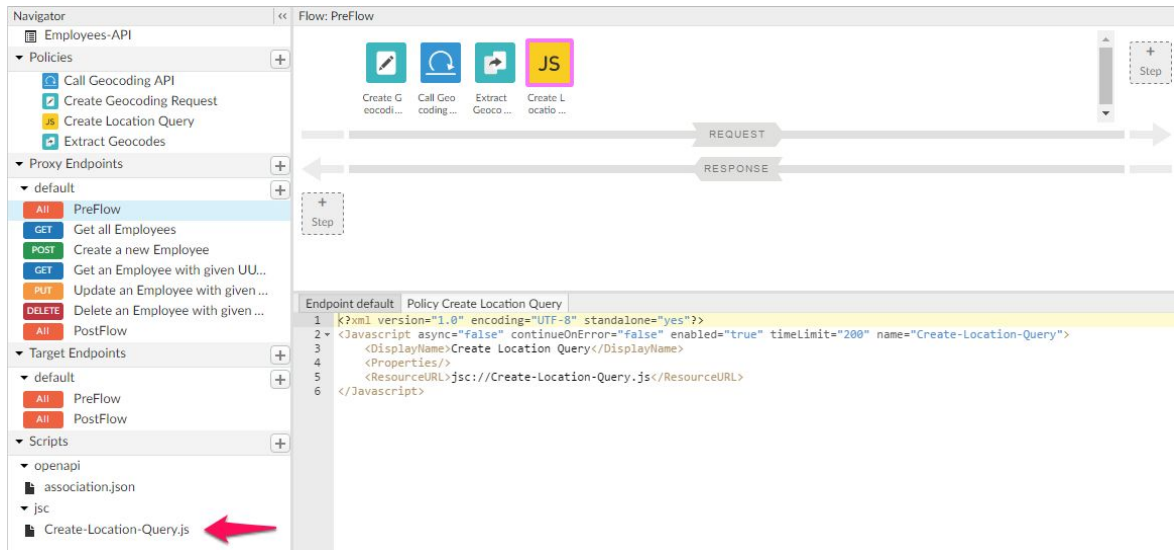 Navigator
Employees-API
Policies
Call Geocoding API
Create Geocoding Request
JS Create Location Query
Extract Geocodes
Proxy Endpoints
default
All PreFlow
GET Get all Employees
POST Create a new Employee
GET Get an Employee with given UU...
PUT Update an Employee with given ...
DELETE Delete an Employee with given ...
All PostFlow
Target Endpoints
default
All PreFlow
All PostFlow
Scripts
openapi
association.json
jsc
Create-Location-Query.js
Flow: PreFlow
JS
Create G
eocodi...
Call Geo
coding ...
Extract
Geoco ...
Create L
ocatio ...
+
Step
REQUEST
RESPONSE
+
Step
Endpoint default Policy Create Location Query
1 <?xml version="1.0" encoding="UTF-8" standalone="yes"?>
2 <Javascript async="false" continueOnError="false" enabled="true" timeLimit="200" name="Create-Location-Query">
3 <DisplayName>Create Location Query</DisplayName>
4 <Properties/>
5 <ResourceURL>jsc://Create-Location-Query.js</ResourceURL>
6 </Javascript>